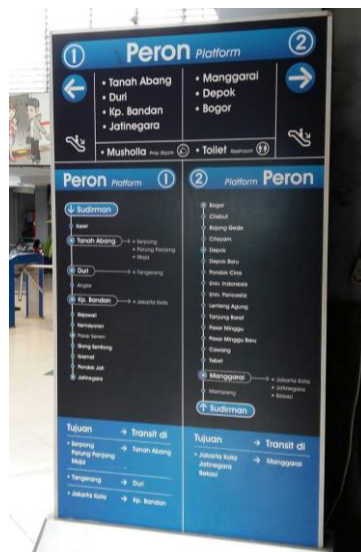 1 Peron Platform 2
• Tanah Abang
• Duri
• Kp. Bandan
• Jatinegara
• Manggarai
• Depok
• Bogor
• Musholla Pray Room
• Toilet Restroom
Peron Platform 1
Sudirman
Karet
Tanah Abang
• Serpong
• Parung Panjang
• Maja
Duri
• Tangerang
Angke
Kp. Bandan
• Jakarta Kota
Rajawali
Kemayoran
Pasar Senen
Gang Sentiong
Kramat
Pondok Jati
Jatinegara
Tujuan → Transit di
• Serpong
Parung Panjang
Maja
→ Tanah Abang
• Tangerang → Duri
• Jakarta Kota → Kp. Bandan
2 Platform Peron
Bogor
Cilebut
Bojong Gede
Citayam
Depok
Depok Baru
Pondok Cina
Univ. Indonesia
Univ. Pancasila
Lenteng Agung
Tanjung Barat
Pasar Minggu
Pasar Minggu Baru
Cawang
Tebet
Manggarai
• Jakarta Kota
• Jatinegara
• Bekasi
Mampang
Sudirman
Tujuan → Transit di
• Jakarta Kota
Jatinegara
Bekasi
→ Manggarai